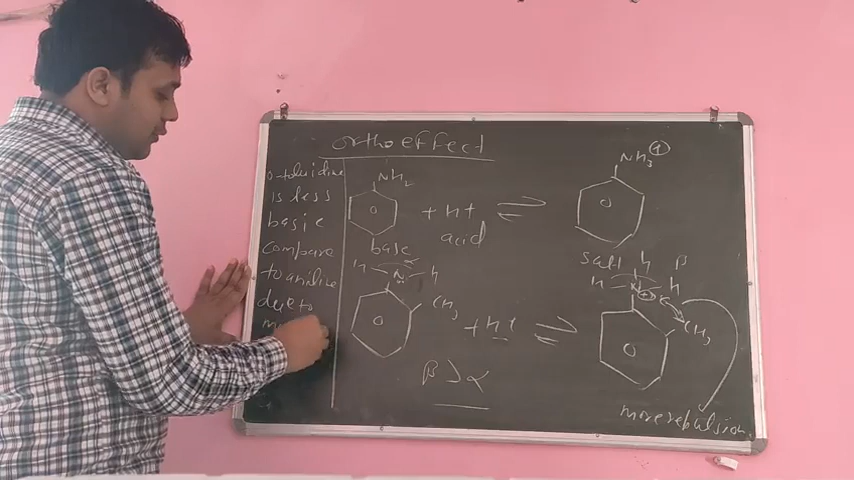 ortho effect
o-toluidine
is less
basic
compare
to aniline
due to
NH2
+ H+
acid
base
NH3 +
salt
H N H
CH3
+ H+
β > α
H β
H N + H
CH3
more repulsion